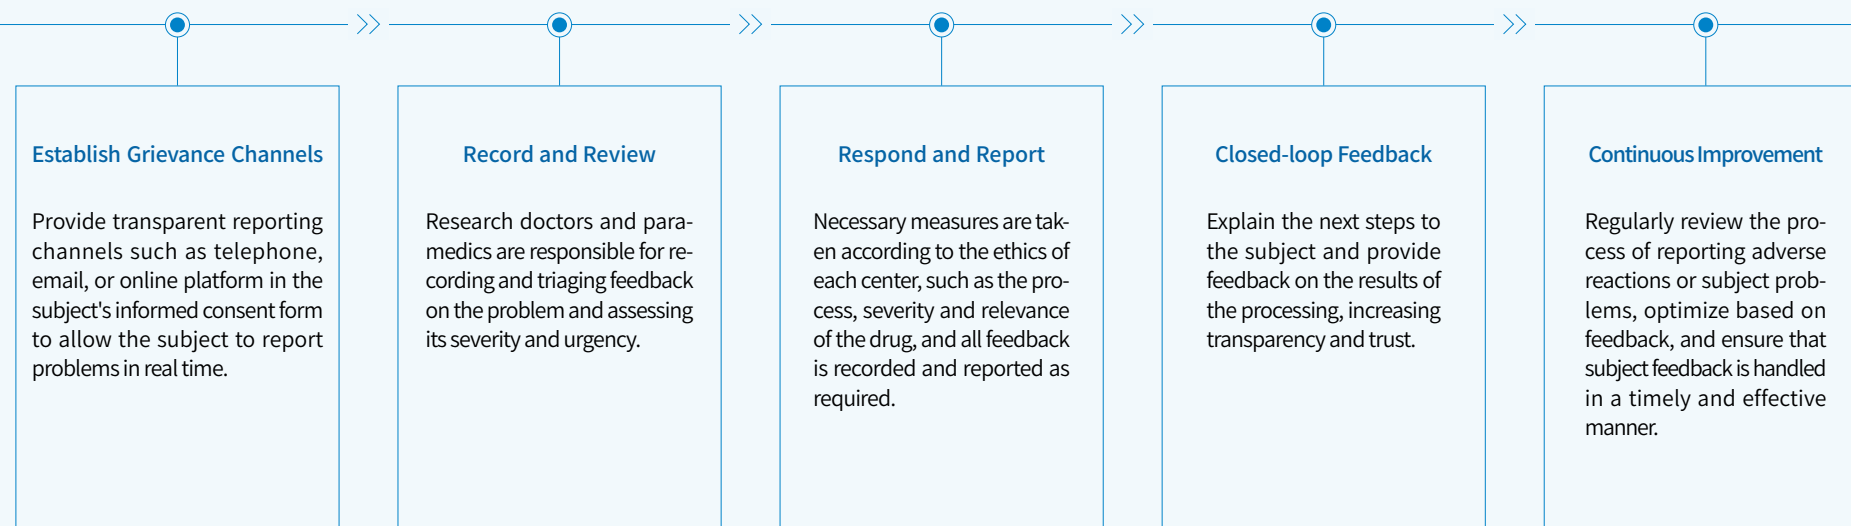 Establish Grievance Channels
Provide transparent reporting
channels such as telephone,
email, or online platform in the
subject's informed consent form
to allow the subject to report
problems in real time.
Record and Review
Research doctors and para-
medics are responsible for re-
cording and triaging feedback
on the problem and assessing
its severity and urgency.
Respond and Report
Necessary measures are tak-
en according to the ethics of
each center, such as the pro-
cess, severity and relevance
of the drug, and all feedback
is recorded and reported as
required.
Closed-loop Feedback
Explain the next steps to
the subject and provide
feedback on the results of
the processing, increasing
transparency and trust.
Continuous Improvement
Regularly review the pro-
cess of reporting adverse
reactions or subject prob-
lems, optimize based on
feedback, and ensure that
subject feedback is handled
in a timely and effective
manner.